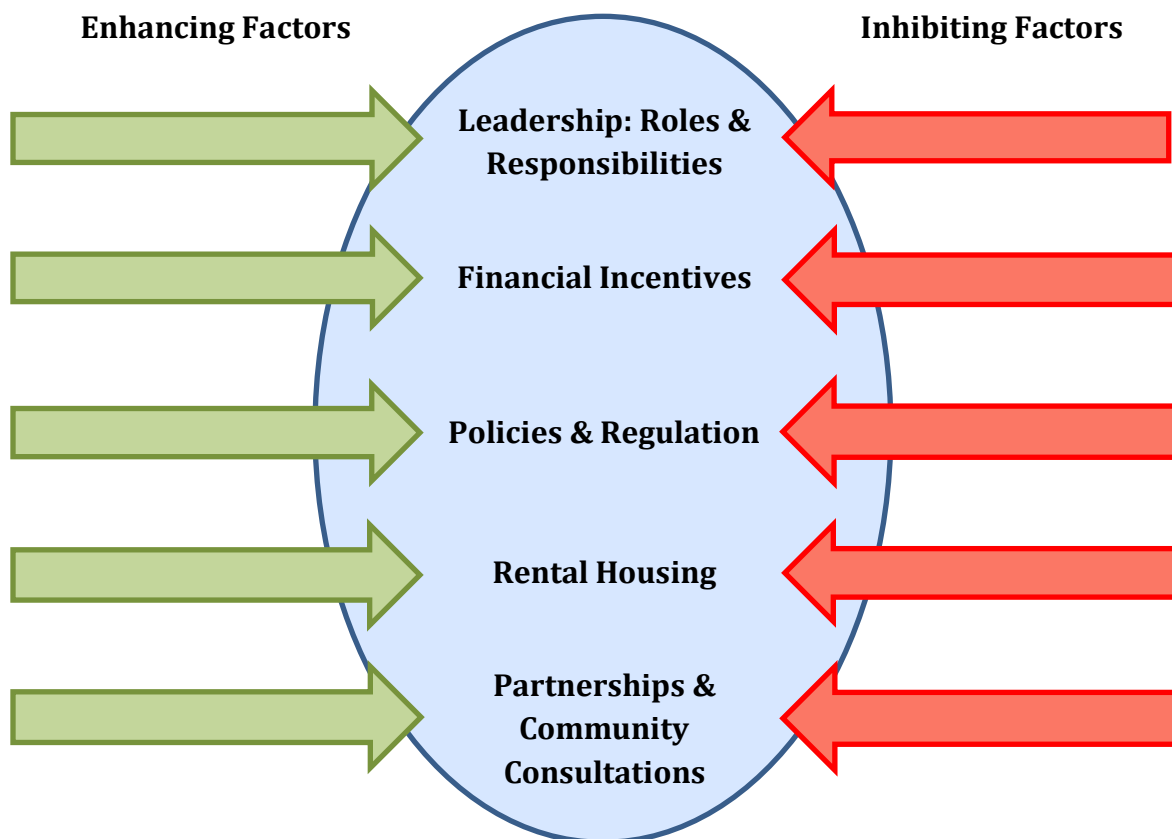 Enhancing Factors
Inhibiting Factors
Leadership: Roles &
Responsibilities
Financial Incentives
Policies & Regulation
Rental Housing
Partnerships &
Community
Consultations